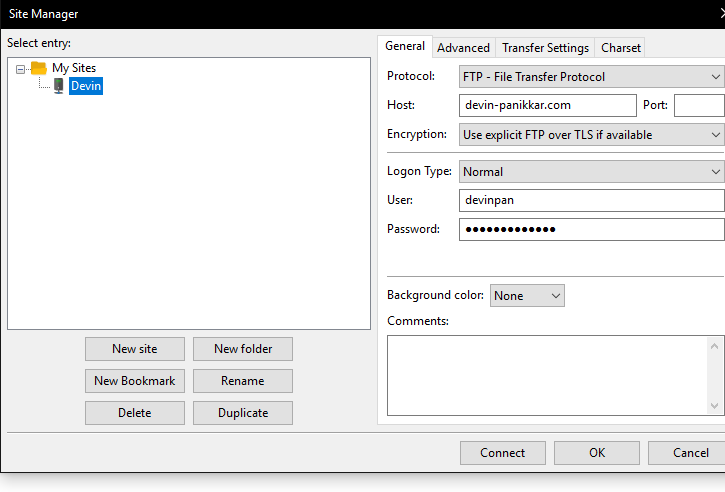 Site Manager
Select entry:
My Sites
Devin
New site
New folder
New Bookmark
Rename
Delete
Duplicate
General
Advanced
Transfer Settings
Charset
Protocol:
FTP - File Transfer Protocol
Host:
devin-panikkar.com
Port:
Encryption:
Use explicit FTP over TLS if available
Logon Type:
Normal
User:
devinpan
Password:
●●●●●●●●●●●●●
Background color:
None
Comments:
Connect
OK
Cancel